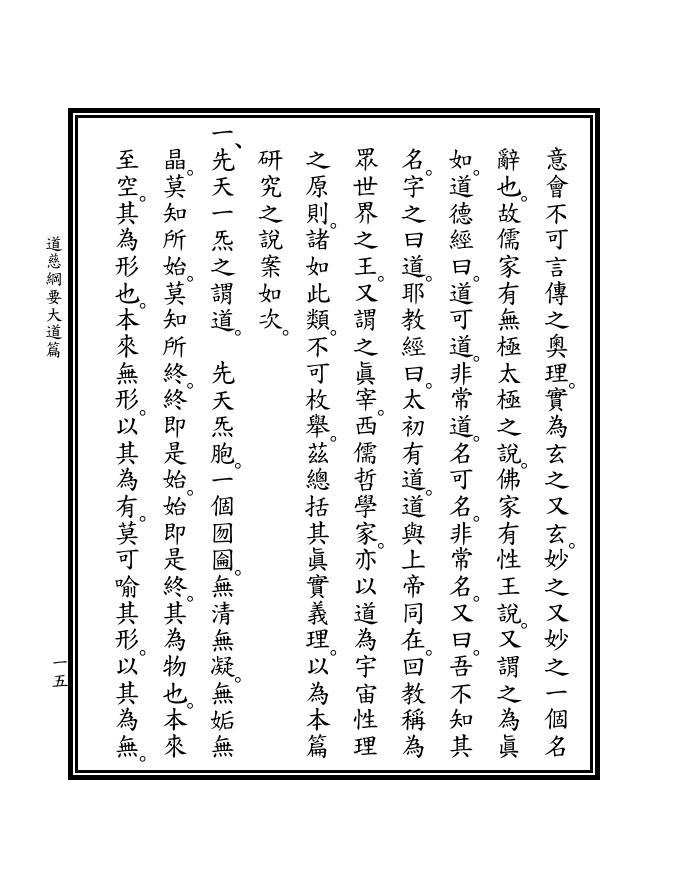 意會不可言傳之奧理。實為玄之又玄。妙之又妙之一個名
辭也。故儒家有無極太極之說。佛家有性王說。又謂之為眞
如。道德經曰。道可道。非常道。名可名。非常名。又曰。吾不知其
名。字之曰道。耶教經曰。太初有道。道與上帝同在。回教稱為
眾世界之王。又謂之眞宰。西儒哲學家。亦以道為宇宙性理
之原則。諸如此類。不可枚舉。茲總括其眞實義理。以為本篇
研究之說案如次。
一、先天一炁之謂道。 先天炁胞。一個囫圇。無清無凝。無姤無
晶。莫知所始。莫知所終。終即是始。始即是終。其為物也。本來
至空。其為形也。本來無形。以其為有。莫可喻其形。以其為無。
道慈綱要大道篇
一五